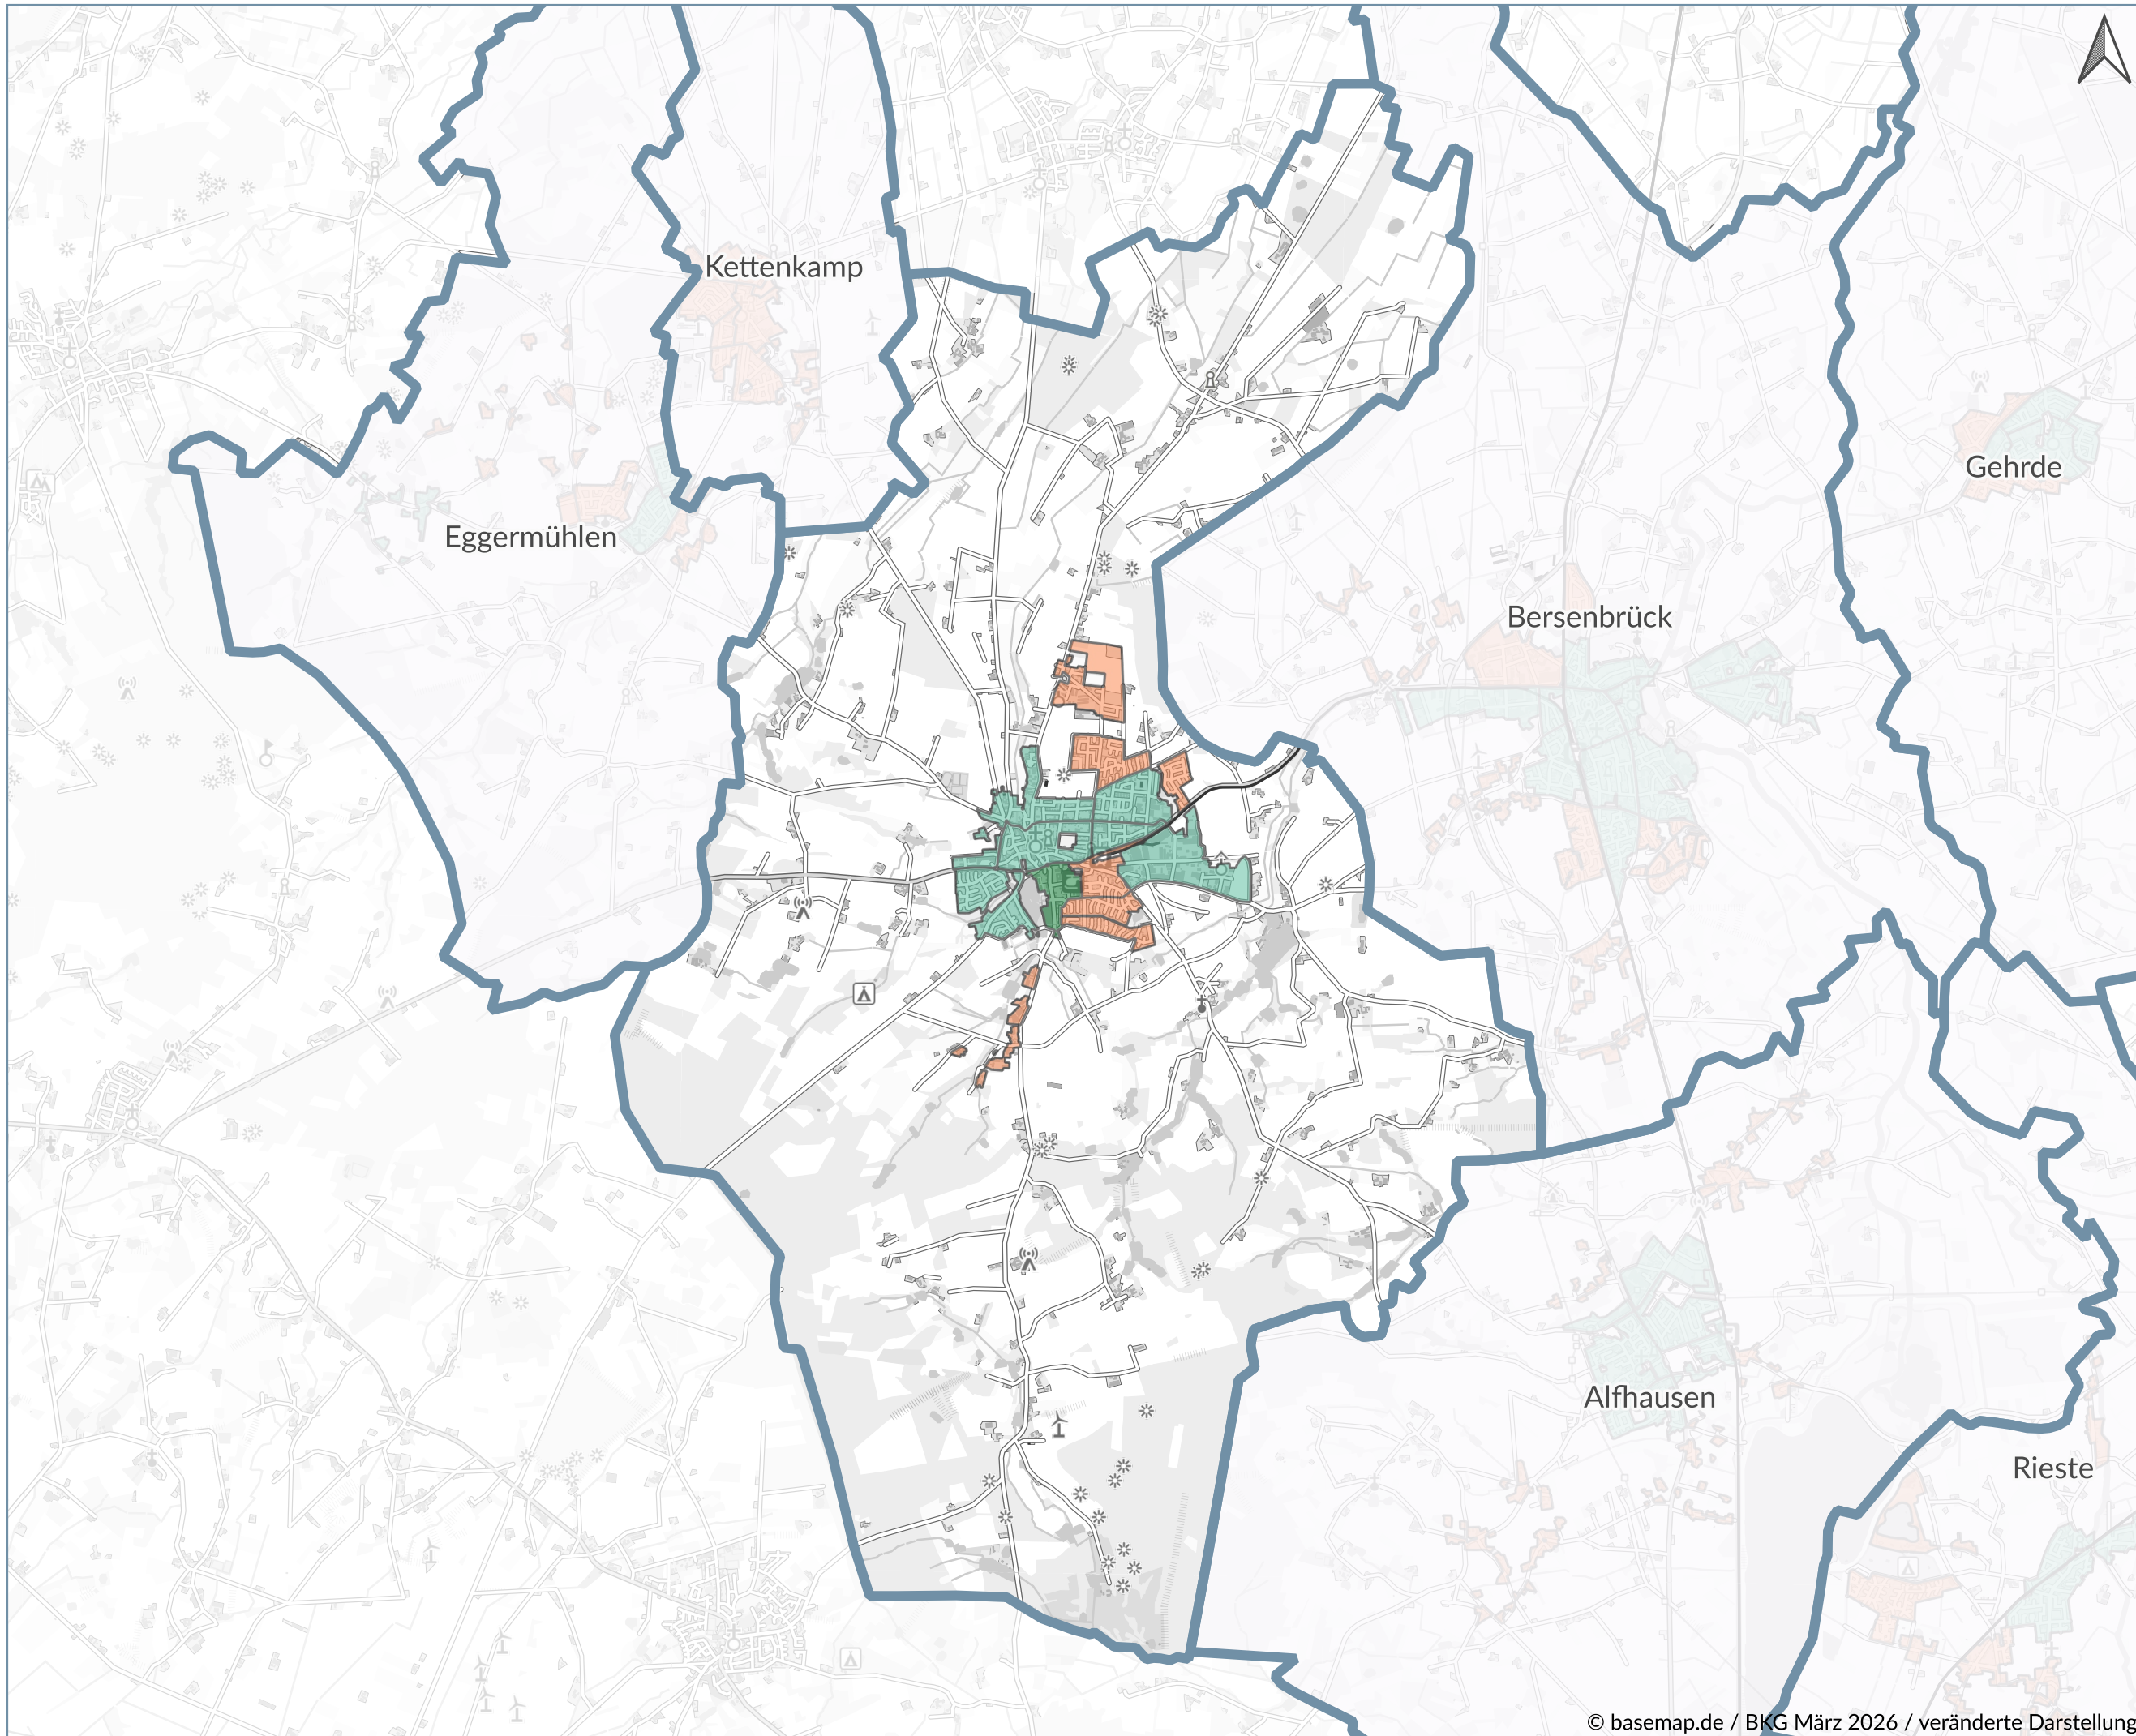 Kettenkamp
Gehrde
Eggermühlen
Bersenbrück
Alfhausen
Rieste
© basemap.de / BKG März 2026 / veränderte Darstellung